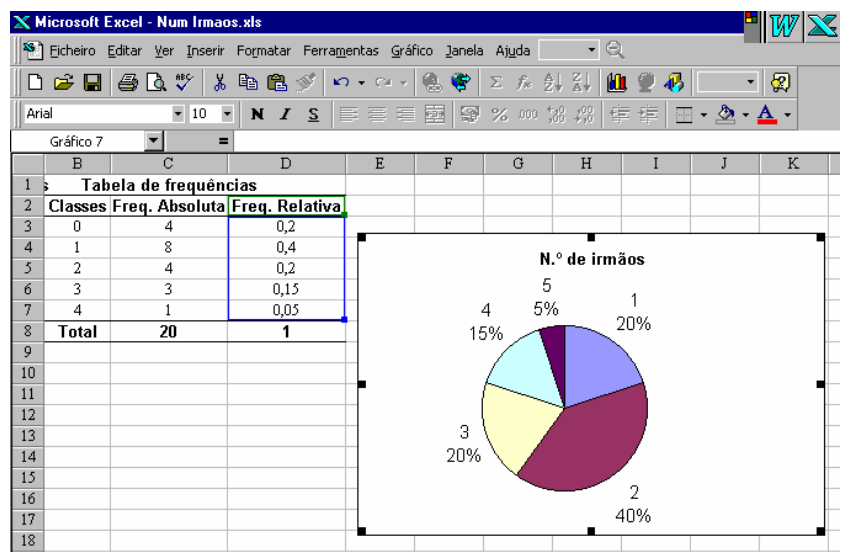 Microsoft Excel - Num Irmaos.xls
Ficheiro Editar Ver Inserir Formatar Ferramentas Gráfico Janela Ajuda
Arial 10 N I S % 000
Gráfico 7 =
B C D E F G H I J K
1 s Tabela de frequências
2 Classes Freq. Absoluta Freq. Relativa
3 0 4 0,2
4 1 8 0,4
5 2 4 0,2
6 3 3 0,15
7 4 1 0,05
8 Total 20 1
9
10
11
12
13
14
15
16
17
18
N.º de irmãos
5
5%
1
20%
4
15%
3
20%
2
40%